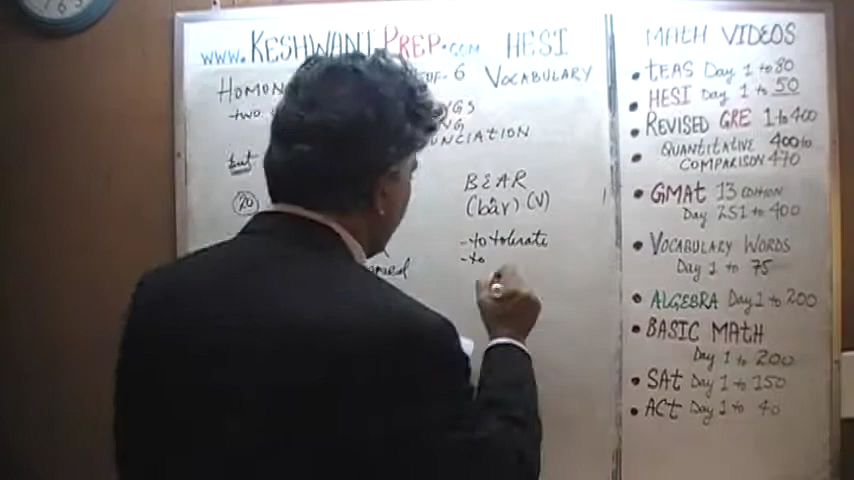 WWW.KESHWANTPREP.COM HESI
VOCABULARY
two
but
20
BEAR
(bâr) (V)
-to tolerate
-to
MATH VIDEOS
• TEAS Day 1 to 80
• HESI Day 1 to 50
• REVISED GRE 1 to 400
• QUANTITATIVE 400 to
COMPARISON 470
• GMAT 13 EDITION
Day 251 to 400
• VOCABULARY WORDS
Day 1 to 75
• ALGEBRA Day 1 to 200
• BASIC MATH
Day 1 to 200
• SAT Day 1 to 150
• ACT Day 1 to 40